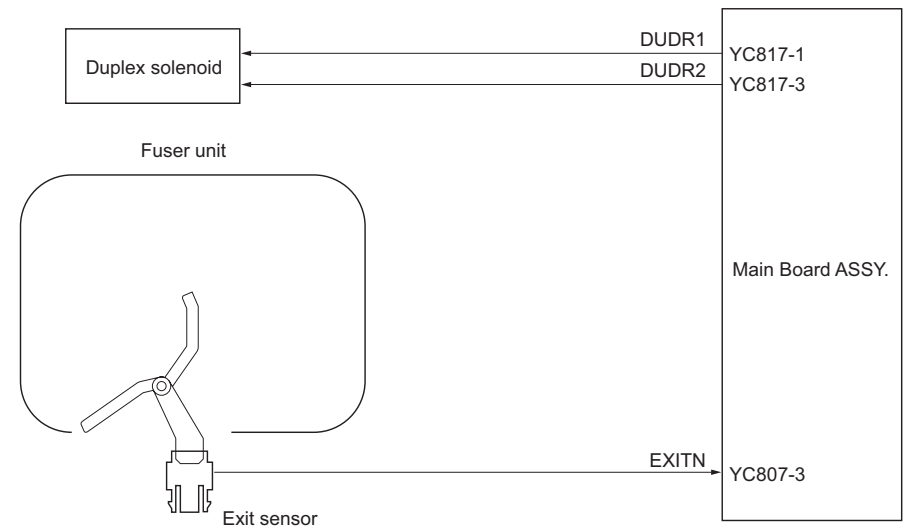 DUDR1
YC817-1
Duplex solenoid
DUDR2
YC817-3
Fuser unit
Main Board ASSY.
EXITN
YC807-3
Exit sensor